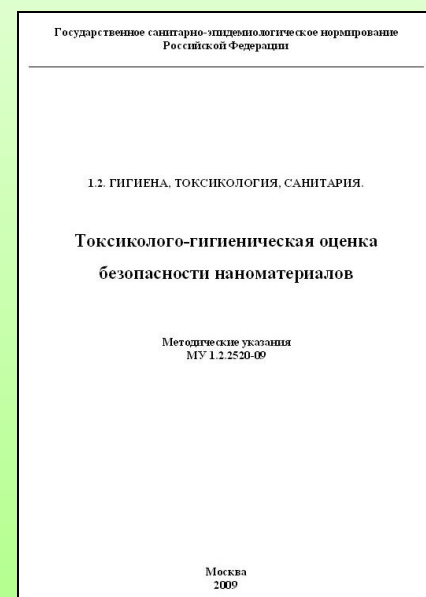 Государственное санитарно-эпидемиологическое нормирование
Российской Федерации
1.2. ГИГИЕНА, ТОКСИКОЛОГИЯ, САНИТАРИЯ.
Токсиколого-гигиеническая оценка
безопасности наноматериалов
Методические указания
МУ 1.2.2520-09
Москва
2009